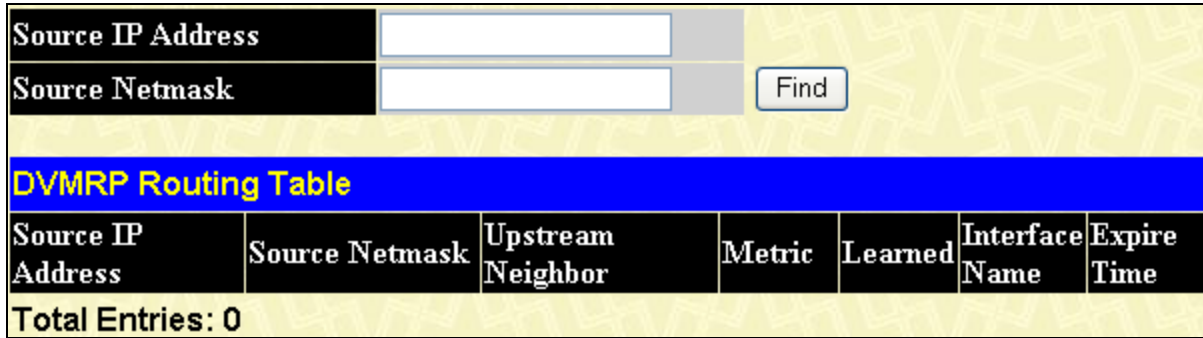 Source IP Address
Source Netmask
Find
DVMRP Routing Table
Source IP Address
Source Netmask
Upstream Neighbor
Metric
Learned
Interface Name
Expire Time
Total Entries: 0